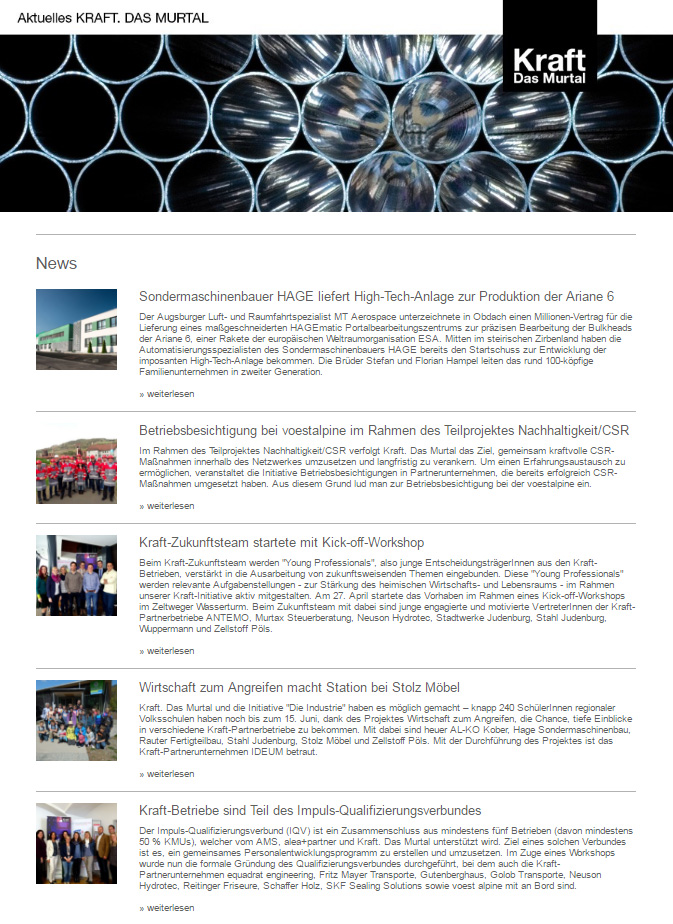 Aktuelles KRAFT. DAS MURTAL
Kraft
Das Murtal
News
Sondermaschinenbauer HAGE liefert High-Tech-Anlage zur Produktion der Ariane 6
Der Augsburger Luft- und Raumfahrtspezialist MT Aerospace unterzeichnete in Obdach einen Millionen-Vertrag für die
Lieferung eines maßgeschneiderten HAGEmatic Portalbearbeitungszentrums zur präzisen Bearbeitung der Bulkheads
der Ariane 6, einer Rakete der europäischen Weltraumorganisation ESA. Mitten im steirischen Zirbenland haben die
Automatisierungsspezialisten des Sondermaschinenbauers HAGE bereits den Startschuss zur Entwicklung der
imposanten High-Tech-Anlage bekommen. Die Brüder Stefan und Florian Hampel leiten das rund 100-köpfige
Familienunternehmen in zweiter Generation.
» weiterlesen
Betriebsbesichtigung bei voestalpine im Rahmen des Teilprojektes Nachhaltigkeit/CSR
Im Rahmen des Teilprojektes Nachhaltigkeit/CSR verfolgt Kraft. Das Murtal das Ziel, gemeinsam kraftvolle CSR-
Maßnahmen innerhalb des Netzwerkes umzusetzen und langfristig zu verankern. Um einen Erfahrungsaustausch zu
ermöglichen, veranstaltet die Initiative Betriebsbesichtigungen in Partnerunternehmen, die bereits erfolgreich CSR-
Maßnahmen umgesetzt haben. Aus diesem Grund lud man zur Betriebsbesichtigung bei der voestalpine ein.
» weiterlesen
Kraft-Zukunftsteam startete mit Kick-off-Workshop
Beim Kraft-Zukunftsteam werden "Young Professionals", also junge EntscheidungsträgerInnen aus den Kraft-
Betrieben, verstärkt in die Ausarbeitung von zukunftsweisenden Themen eingebunden. Diese "Young Professionals"
werden relevante Aufgabenstellungen - zur Stärkung des heimischen Wirtschafts- und Lebensraums - im Rahmen
unserer Kraft-Initiative aktiv mitgestalten. Am 27. April startete das Vorhaben im Rahmen eines Kick-off-Workshops
im Zeltweger Wasserturm. Beim Zukunftsteam mit dabei sind junge engagierte und motivierte VertreterInnen der Kraft-
Partnerbetriebe ANTEMO, Murtax Steuerberatung, Neuson Hydrotec, Stadtwerke Judenburg, Stahl Judenburg,
Wuppermann und Zellstoff Pöls.
» weiterlesen
Wirtschaft zum Angreifen macht Station bei Stolz Möbel
Kraft. Das Murtal und die Initiative "Die Industrie" haben es möglich gemacht – knapp 240 SchülerInnen regionaler
Volksschulen haben noch bis zum 15. Juni, dank des Projektes Wirtschaft zum Angreifen, die Chance, tiefe Einblicke
in verschiedene Kraft-Partnerbetriebe zu bekommen. Mit dabei sind heuer AL-KO Kober, Hage Sondermaschinenbau,
Rauter Fertigteilbau, Stahl Judenburg, Stolz Möbel und Zellstoff Pöls. Mit der Durchführung des Projektes ist das
Kraft-Partnerunternehmen IDEUM betraut.
» weiterlesen
Kraft-Betriebe sind Teil des Impuls-Qualifizierungsverbundes
Der Impuls-Qualifizierungsverbund (IQV) ist ein Zusammenschluss aus mindestens fünf Betrieben (davon mindestens
50 % KMUs), welcher vom AMS, alea+partner und Kraft. Das Murtal unterstützt wird. Ziel eines solchen Verbundes
ist es, ein gemeinsames Personalentwicklungsprogramm zu erstellen und umzusetzen. Im Zuge eines Workshops
wurde nun die formale Gründung des Qualifizierungsverbundes durchgeführt, bei dem auch die Kraft-
Partnerunternehmen equadrat engineering, Fritz Mayer Transporte, Gutenberghaus, Golob Transporte, Neuson
Hydrotec, Reitinger Friseure, Schaffer Holz, SKF Sealing Solutions sowie voest alpine mit an Bord sind.
» weiterlesen